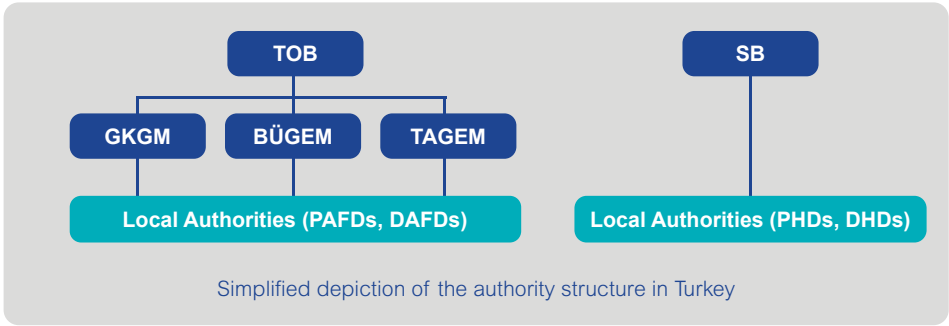 TOB
SB
GKGM
BÜGEM
TAGEM
Local Authorities (PAFDs, DAFDs)
Local Authorities (PHDs, DHDs)
Simplified depiction of the authority structure in Turkey